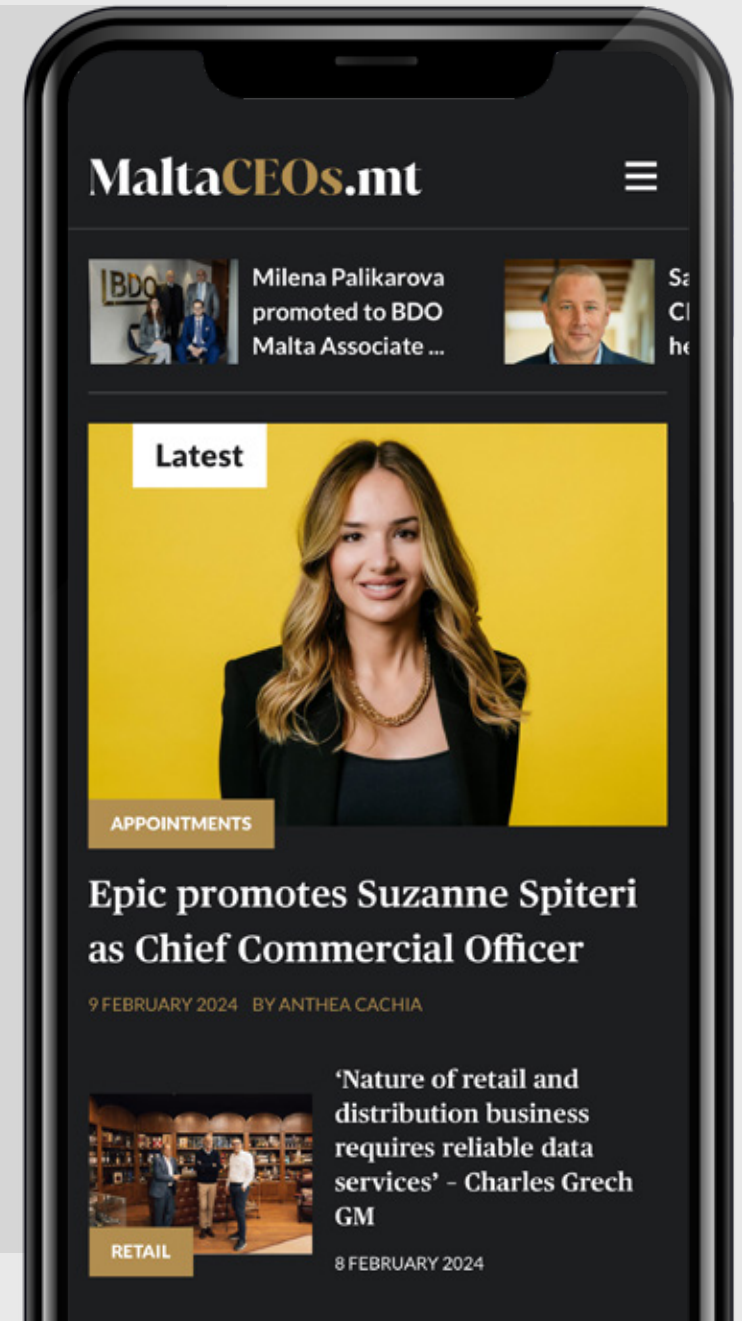 MaltaCEOs.mt
BDO
Milena Palikarova
promoted to BDO
Malta Associate ...
Latest
APPOINTMENTS
Epic promotes Suzanne Spiteri
as Chief Commercial Officer
9 FEBRUARY 2024 BY ANTHEA CACHIA
‘Nature of retail and
distribution business
requires reliable data
services’ – Charles Grech
GM
RETAIL
8 FEBRUARY 2024